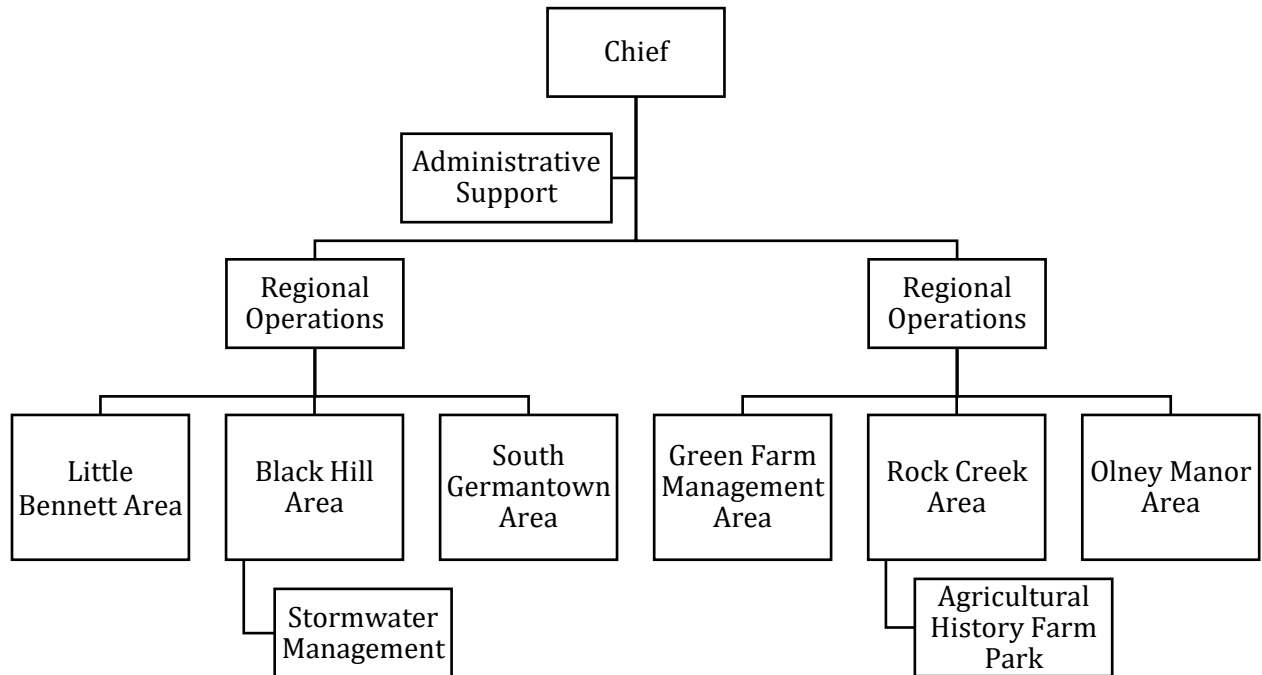 Chief
Administrative
Support
Regional
Operations
Regional
Operations
Little
Bennett Area
Black Hill
Area
South
Germantown
Area
Green Farm
Management
Area
Rock Creek
Area
Olney Manor
Area
Stormwater
Management
Agricultural
History Farm
Park